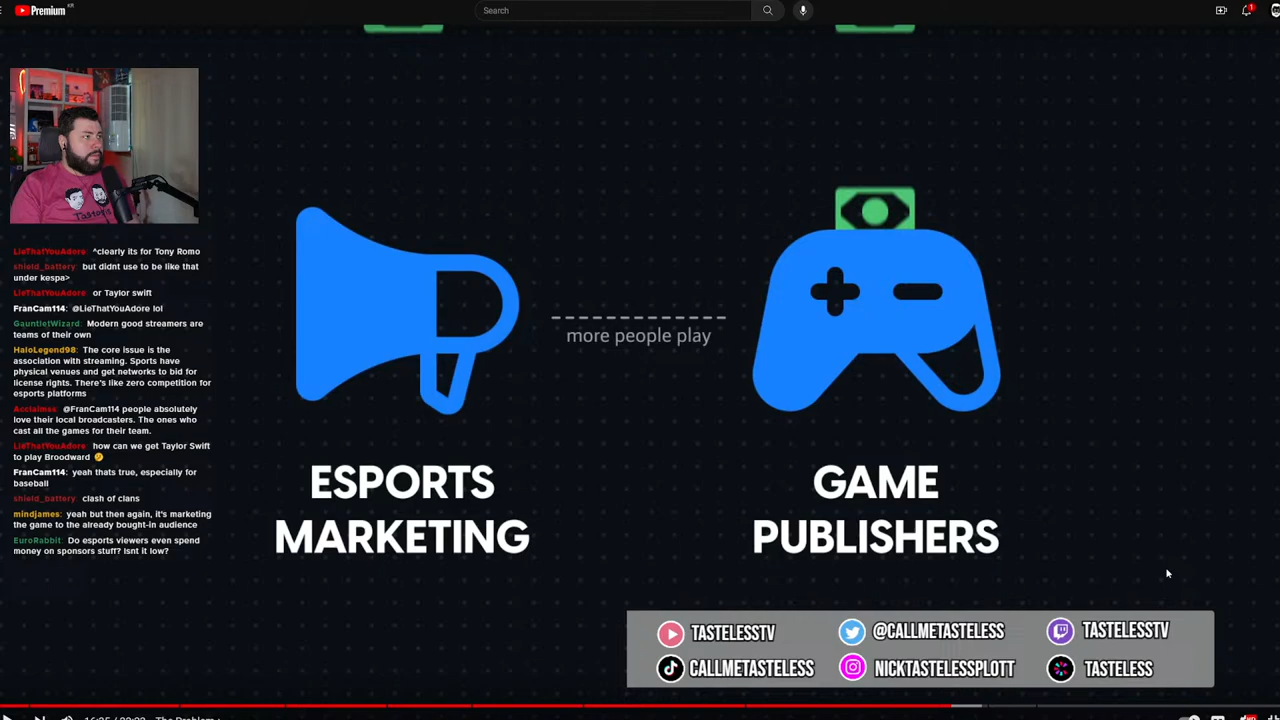 Premium KR
Search
1
Tastosis
LieThatYouAdore: ^clearly its for Tony Romo
shield_battery: but didnt use to be like that
under kespa>
LieThatYouAdore: or Taylor swift
FranCam114: @LieThatYouAdore lol
GauntletWizard: Modern good streamers are
teams of their own
HaloLegend98: The core issue is the
association with streaming. Sports have
physical venues and get networks to bid for
license rights. There's like zero competition for
esports platforms
Acclaimss: @FranCam114 people absolutely
love their local broadcasters. The ones who
cast all the games for their team.
LieThatYouAdore: how can we get Taylor Swift
to play Broodward
FranCam114: yeah thats true, especially for
baseball
shield_battery: clash of clans
mindjames: yeah but then again, it's marketing
the game to the already bought-in audience
EuroRabbit: Do esports viewers even spend
money on sponsors stuff? Isnt it low?
more people play
ESPORTS
MARKETING
GAME
PUBLISHERS
TASTELESSTV
@CALLMETASTELESS
TASTELESSTV
CALLMETASTELESS
NICKTASTELESSPLOTT
TASTELESS
The Problem